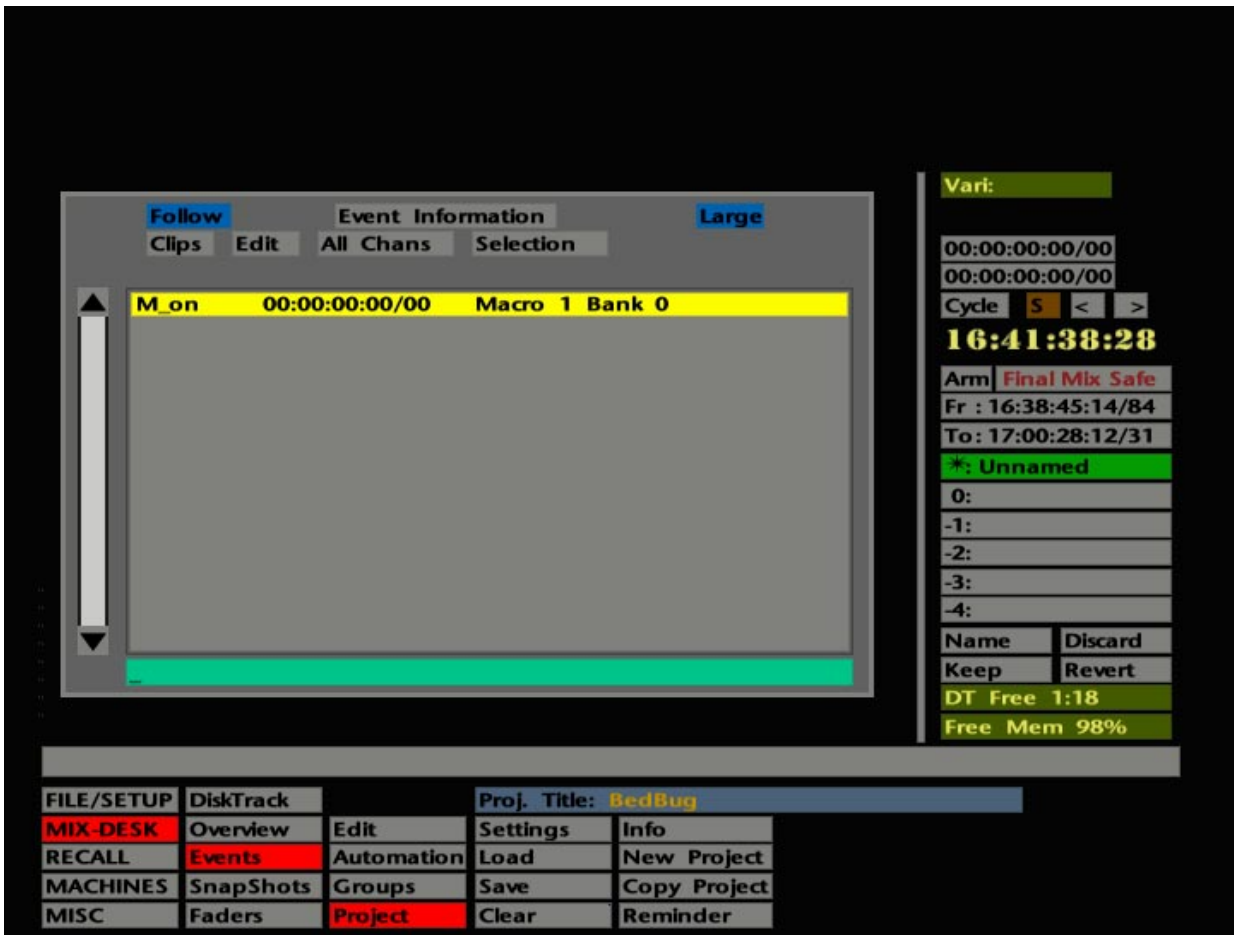 Follow Event Information Large
Clips Edit All Chans Selection
M_on 00:00:00:00/00 Macro 1 Bank 0
_
Vari:
00:00:00:00/00
00:00:00:00/00
Cycle S < >
16:41:38:28
Arm Final Mix Safe
Fr : 16:38:45:14/84
To: 17:00:28:12/31
*: Unnamed
0:
-1:
-2:
-3:
-4:
Name Discard
Keep Revert
DT Free 1:18
Free Mem 98%
FILE/SETUP DiskTrack Proj. Title: BedBug
MIX-DESK Overview Edit Settings Info
RECALL Events Automation Load New Project
MACHINES SnapShots Groups Save Copy Project
MISC Faders Project Clear Reminder